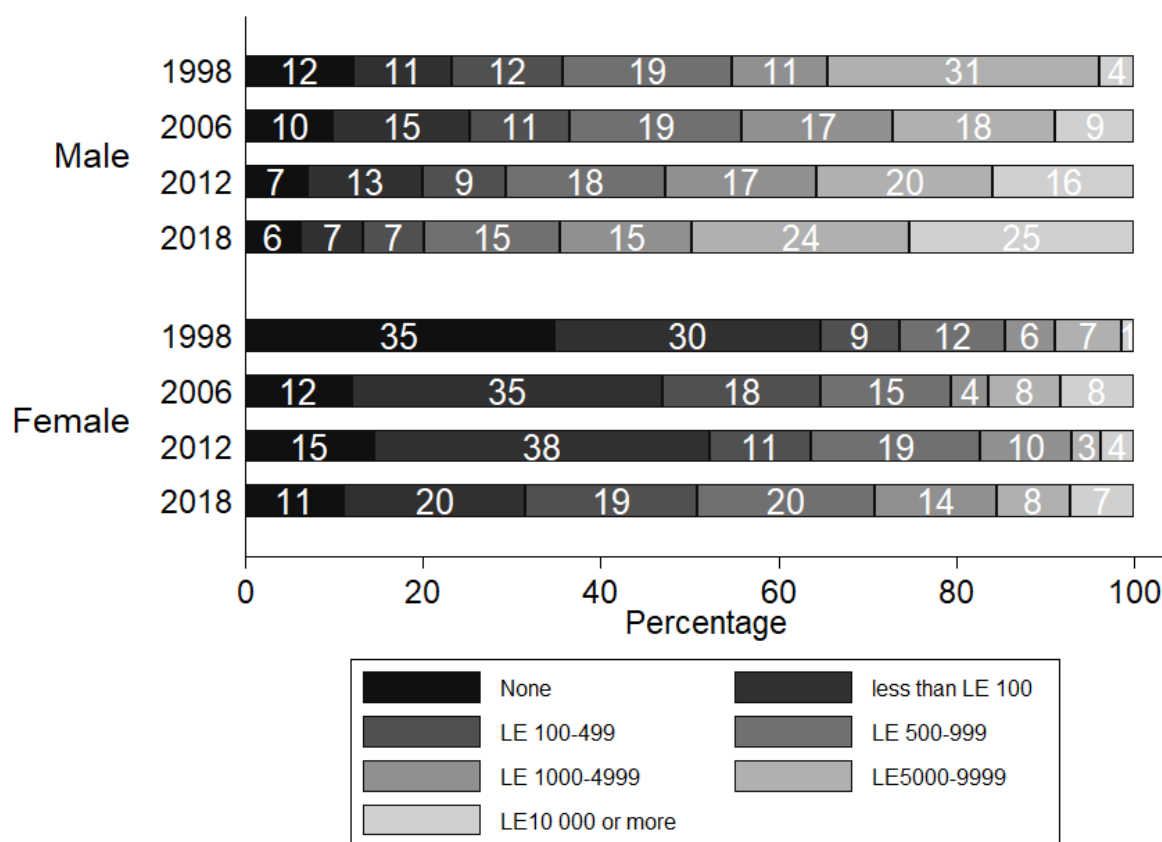 1998 12 11 12 19 11 31 4
2006 10 15 11 19 17 18 9
Male
2012 7 13 9 18 17 20 16
2018 6 7 7 15 15 24 25
1998 35 30 9 12 6 7 1
2006 12 35 18 15 4 8 8
Female
2012 15 38 11 19 10 3 4
2018 11 20 19 20 14 8 7
0 20 40 60 80 100
Percentage
None less than LE 100
LE 100-499 LE 500-999
LE 1000-4999 LE5000-9999
LE10 000 or more